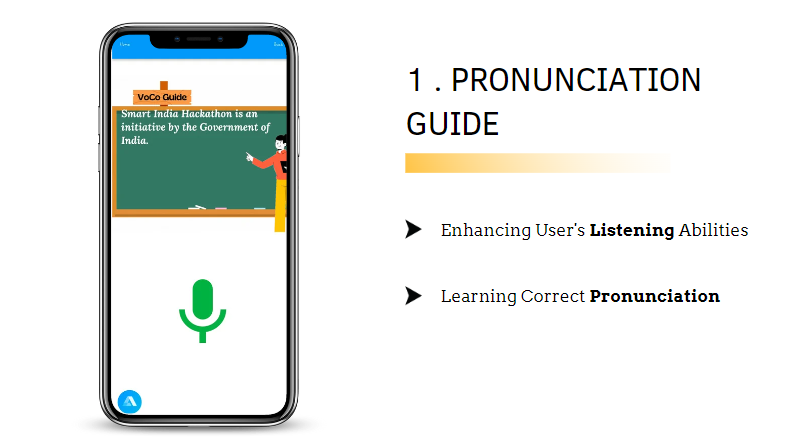 VoCo Guide
Smart India Hackathon is an
initiative by the Government of
India.
1 . PRONUNCIATION
GUIDE
Enhancing User's Listening Abilities
Learning Correct Pronunciation